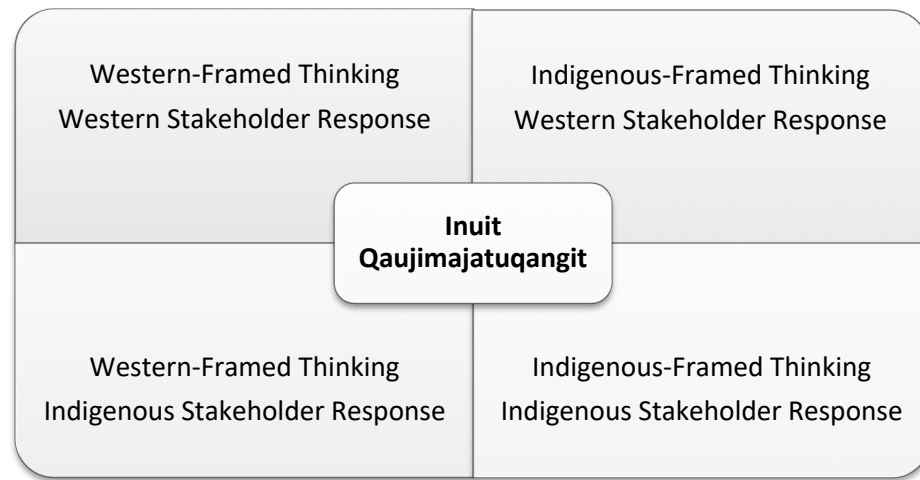 Western-Framed Thinking
Western Stakeholder Response
Indigenous-Framed Thinking
Western Stakeholder Response
Inuit
Qaujimajatuqangit
Western-Framed Thinking
Indigenous Stakeholder Response
Indigenous-Framed Thinking
Indigenous Stakeholder Response